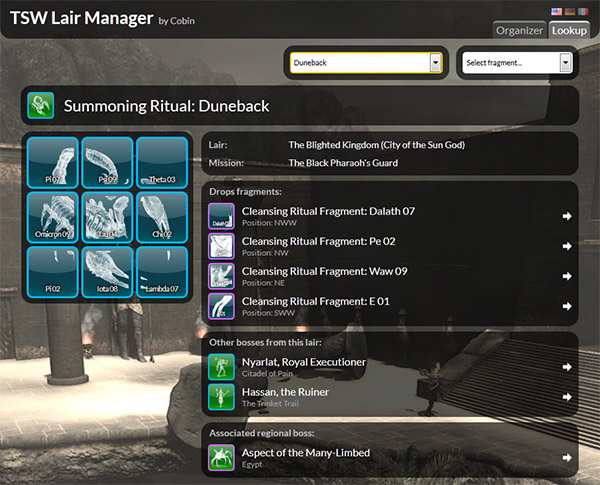 TSW Lair Manager by Cobin
Organizer Lookup
Duneback
Select fragment...
Summoning Ritual: Duneback
Pi 07 Psi 09 Theta 03
Omicron 09 Chi 02
Pi 02 Iota 08 Lambda 07
Lair: The Blighted Kingdom (City of the Sun God)
Mission: The Black Pharaoh's Guard
Drops fragments:
Cleansing Ritual Fragment: Dalath 07
Position: NWW
Cleansing Ritual Fragment: Pe 02
Position: NW
Cleansing Ritual Fragment: Waw 09
Position: NE
Cleansing Ritual Fragment: E 01
Position: SWW
Other bosses from this lair:
Nyarlat, Royal Executioner
Citadel of Pain
Hassan, the Ruiner
The Trinket Trail
Associated regional boss:
Aspect of the Many-Limbed
Egypt